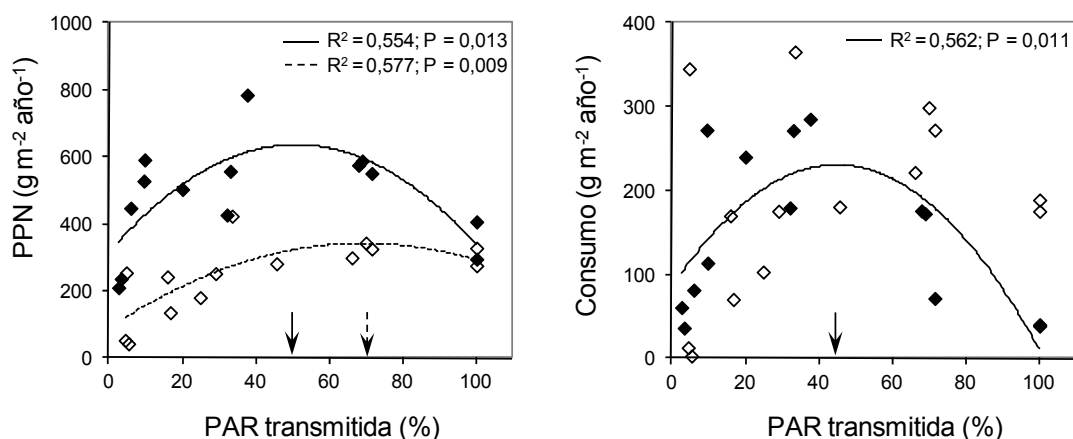 PPN (g m⁻² año⁻¹)
1000
800
600
400
200
0
R² = 0,554; P = 0,013
R² = 0,577; P = 0,009
0 20 40 60 80 100
PAR transmitida (%)
Consumo (g m⁻² año⁻¹)
400
300
200
100
0
R² = 0,562; P = 0,011
0 20 40 60 80 100
PAR transmitida (%)